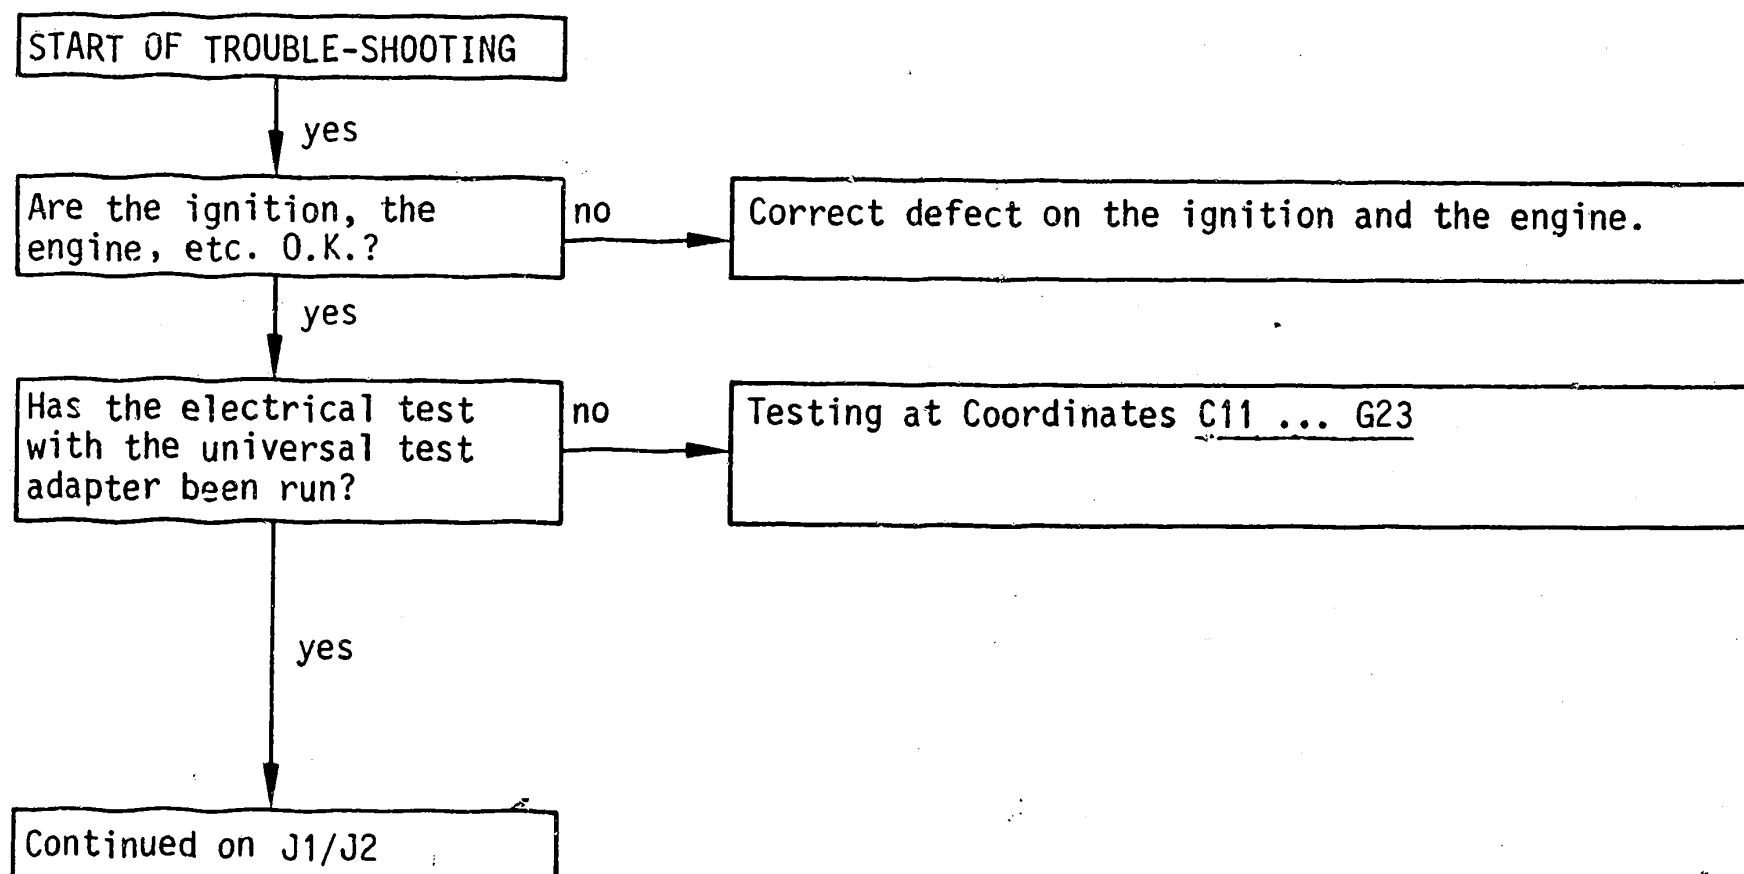 START OF TROUBLE-SHOOTING
yes
Are the ignition, the
engine, etc. O.K.?
no
Correct defect on the ignition and the engine.
yes
Has the electrical test
with the universal test
adapter been run?
no
Testing at Coordinates C11 ... G23
yes
Continued on J1/J2